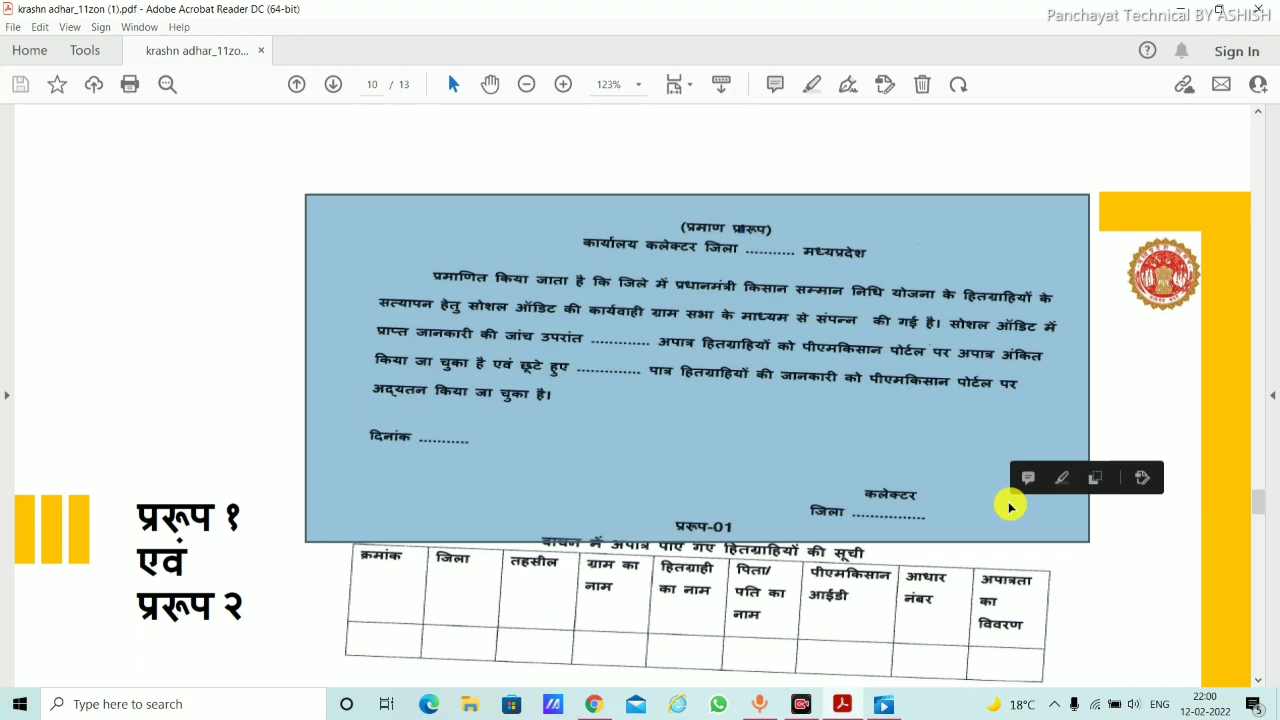 krashn adhar_11zon (1).pdf - Adobe Acrobat Reader DC (64-bit)
Panchayat Technical BY ASHISH
File Edit View Sign Window Help
Home Tools krashn adhar_11zo... × Sign In
10 / 13 123%
(प्रमाण प्रारूप)
कार्यालय कलेक्टर जिला ........... मध्यप्रदेश
प्रमाणित किया जाता है कि जिले में प्रधानमंत्री किसान सम्मान निधि योजना के हितग्राहियों के
सत्यापन हेतु सोशल ऑडिट की कार्यवाही ग्राम सभा के माध्यम से संपन्न की गई है। सोशल ऑडिट में
प्राप्त जानकारी की जांच उपरांत ............. अपात्र हितग्राहियों को पीएमकिसान पोर्टल पर अपात्र अंकित
किया जा चुका है एवं छूटे हुए .............. पात्र हितग्राहियों की जानकारी को पीएमकिसान पोर्टल पर
अद्यतन किया जा चुका है।
दिनांक ...........
कलेक्टर
जिला ................
प्ररूप-01
में अपात्र पाए गए हितग्राहियों की सूची
क्रमांक जिला तहसील ग्राम का नाम हितग्राही का नाम पिता/ पति का नाम पीएमकिसान आईडी आधार नंबर अपात्रता का विवरण
प्ररूप १
एवं
प्ररूप २
Type here to search
18°C ENG 22:00
12-02-2022
5